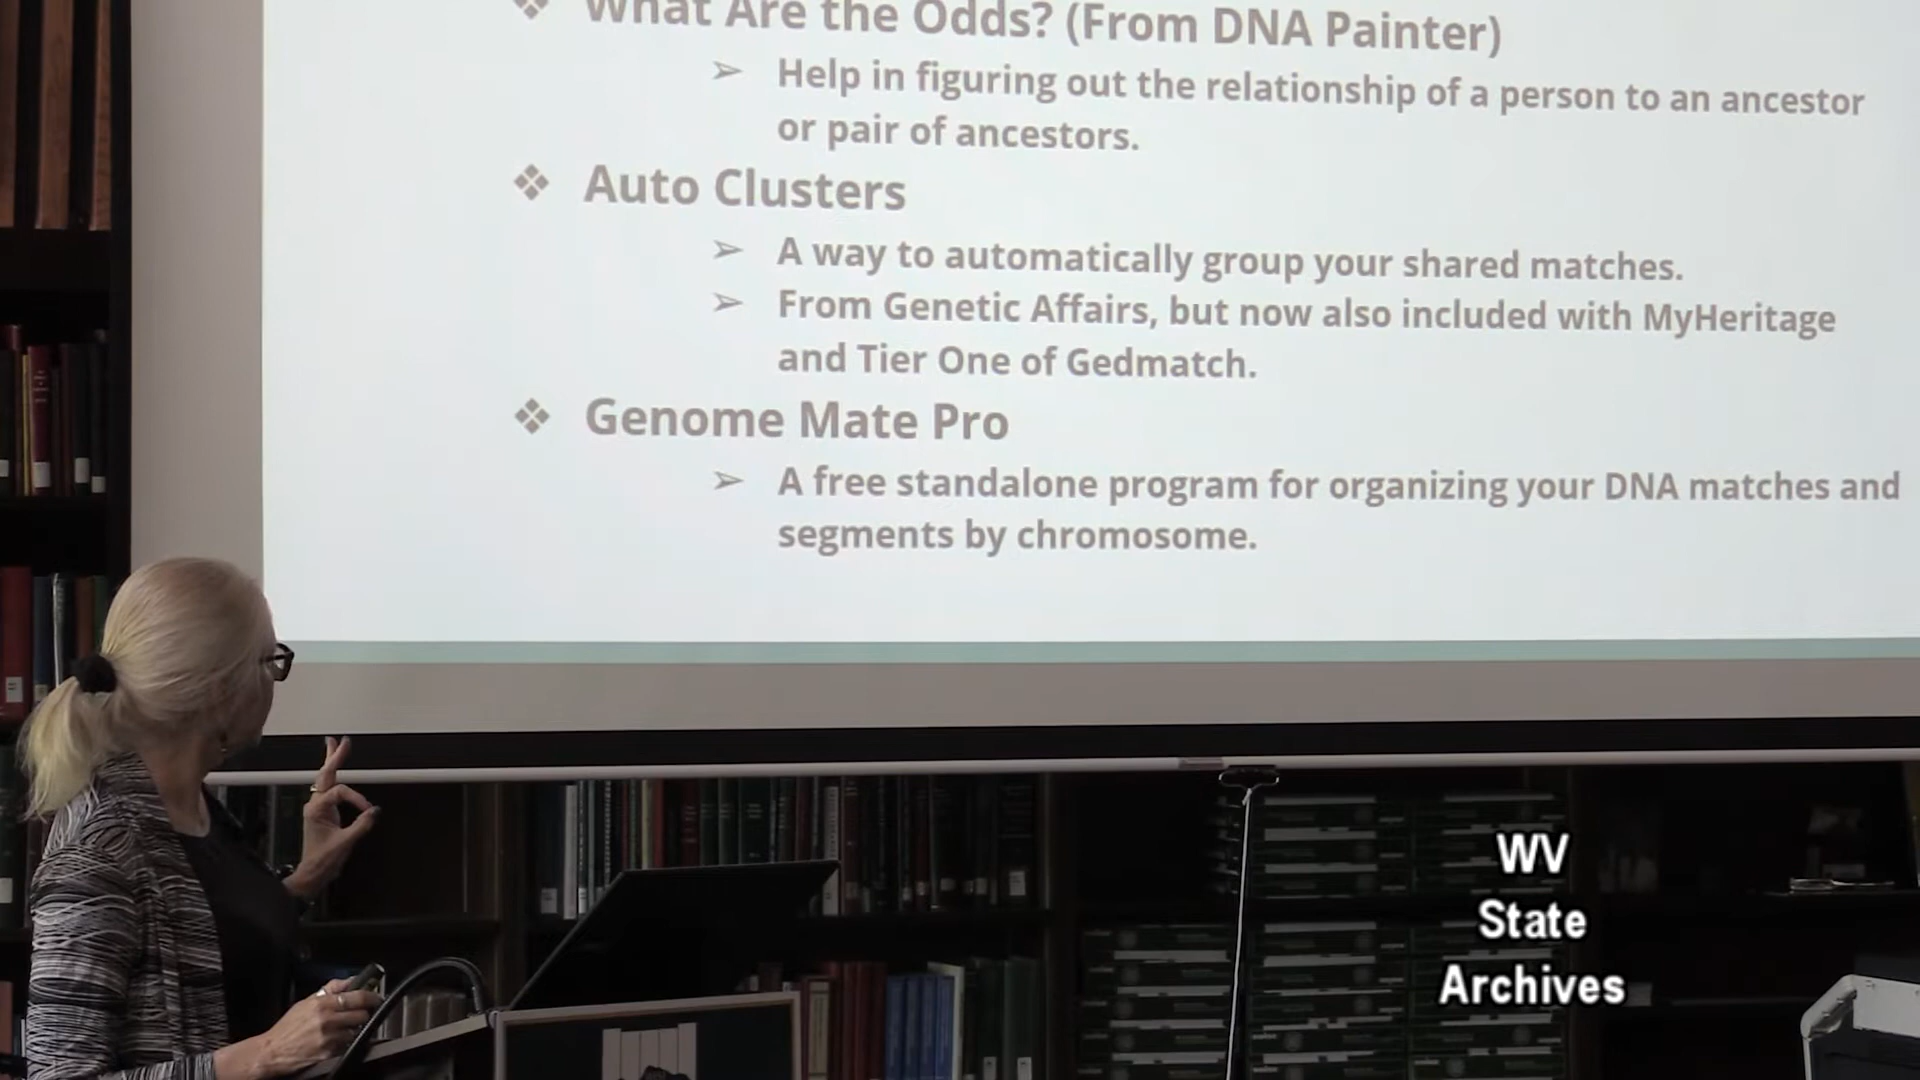 What Are the Odds? (From DNA Painter)
➢ Help in figuring out the relationship of a person to an ancestor
or pair of ancestors.
❖ Auto Clusters
➢ A way to automatically group your shared matches.
➢ From Genetic Affairs, but now also included with MyHeritage
and Tier One of Gedmatch.
❖ Genome Mate Pro
➢ A free standalone program for organizing your DNA matches and
segments by chromosome.
WV
State
Archives